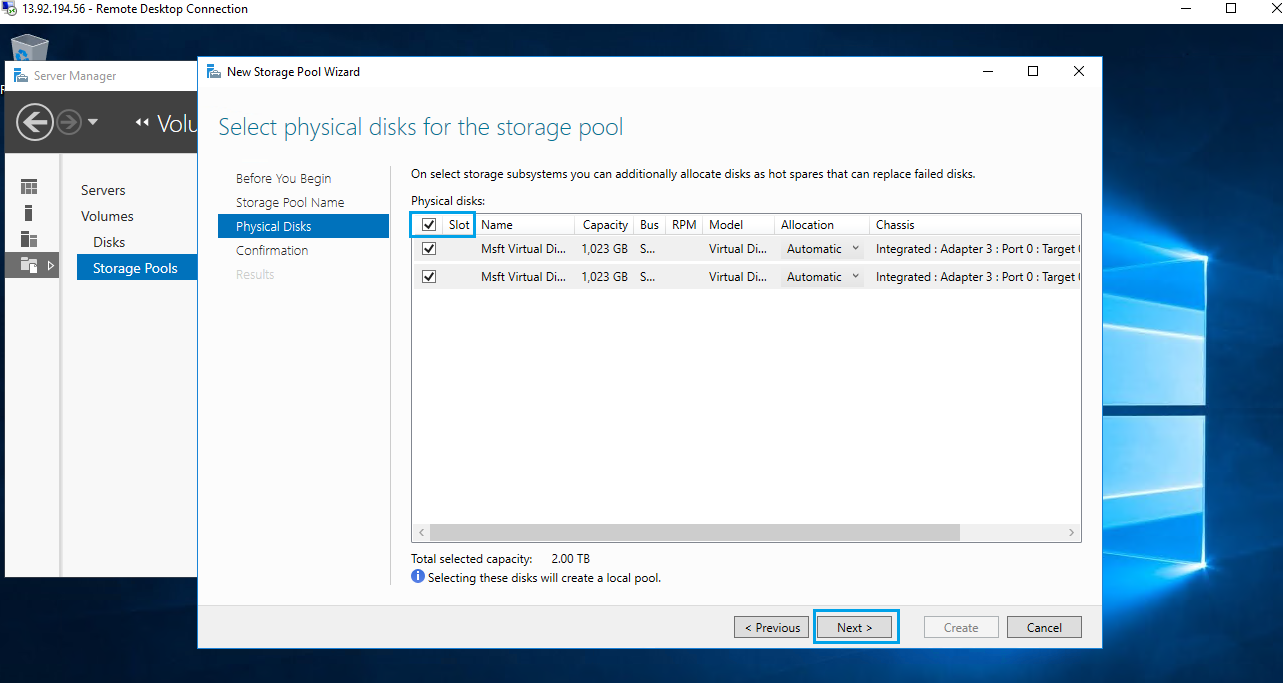 13.92.194.56 - Remote Desktop Connection
Server Manager
Volu
Servers
Volumes
Disks
Storage Pools
New Storage Pool Wizard
Select physical disks for the storage pool
Before You Begin
Storage Pool Name
Physical Disks
Confirmation
Results
On select storage subsystems you can additionally allocate disks as hot spares that can replace failed disks.
Physical disks:
Slot Name Capacity Bus RPM Model Allocation Chassis
Msft Virtual Di... 1,023 GB S... Virtual Di... Automatic Integrated : Adapter 3 : Port 0 : Target
Msft Virtual Di... 1,023 GB S... Virtual Di... Automatic Integrated : Adapter 3 : Port 0 : Target
Total selected capacity: 2.00 TB
Selecting these disks will create a local pool.
< Previous Next > Create Cancel